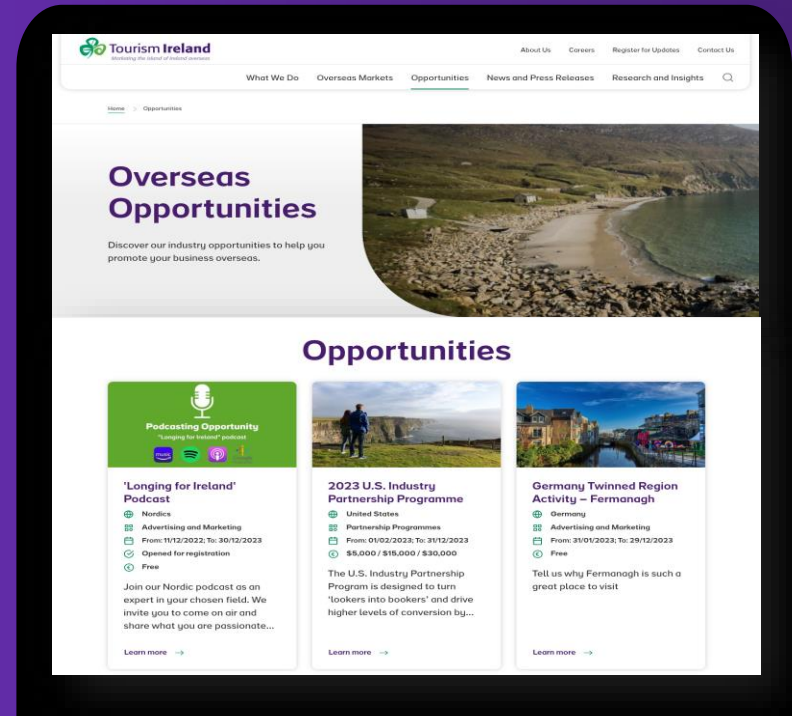 Tourism Ireland
Marketing the island of Ireland overseas
About Us Careers Register for Updates Contact Us
What We Do Overseas Markets Opportunities News and Press Releases Research and Insights
Home > Opportunities
Overseas
Opportunities
Discover our industry opportunities to help you
promote your business overseas.
Opportunities
Podcasting Opportunity
"Longing for Ireland" podcast
music
'Longing for Ireland'
Podcast
Nordics
Advertising and Marketing
From: 11/12/2022; To: 30/12/2023
Opened for registration
Free
Join our Nordic podcast as an
expert in your chosen field. We
invite you to come on air and
share what you are passionate...
Learn more →
2023 U.S. Industry
Partnership Programme
United States
Partnership Programmes
From: 01/02/2023; To: 31/12/2023
$5,000 / $15,000 / $30,000
The U.S. Industry Partnership
Program is designed to turn
'lookers into bookers' and drive
higher levels of conversion by...
Learn more →
Germany Twinned Region
Activity – Fermanagh
Germany
Advertising and Marketing
From: 31/01/2023; To: 29/12/2023
Free
Tell us why Fermanagh is such a
great place to visit
Learn more →